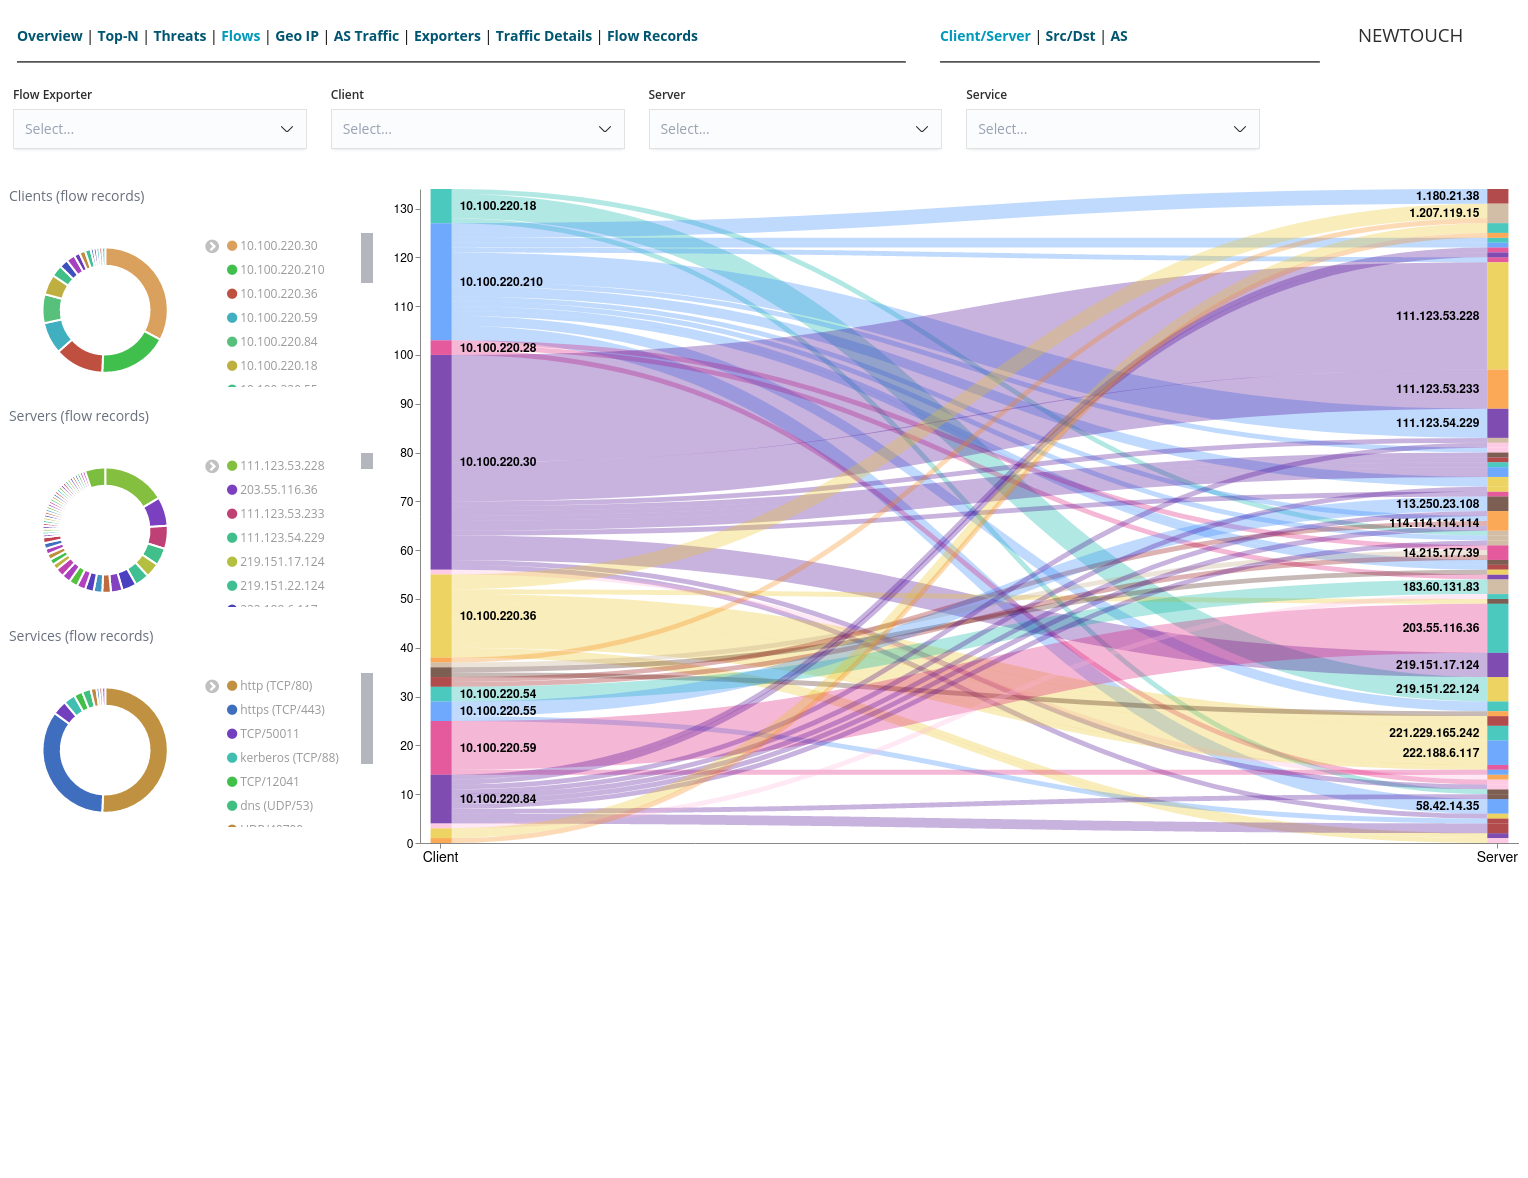 Overview | Top-N | Threats | Flows | Geo IP | AS Traffic | Exporters | Traffic Details | Flow Records
Client/Server | Src/Dst | AS
NEWTOUCH
Flow Exporter
Client
Server
Service
Select...
Select...
Select...
Select...
Clients (flow records)
10.100.220.30
10.100.220.210
10.100.220.36
10.100.220.59
10.100.220.84
10.100.220.18
Servers (flow records)
111.123.53.228
203.55.116.36
111.123.53.233
111.123.54.229
219.151.17.124
219.151.22.124
Services (flow records)
http (TCP/80)
https (TCP/443)
TCP/50011
kerberos (TCP/88)
TCP/12041
dns (UDP/53)
130
120
110
100
90
80
70
60
50
40
30
20
10
0
10.100.220.18
10.100.220.210
10.100.220.28
10.100.220.30
10.100.220.36
10.100.220.54
10.100.220.55
10.100.220.59
10.100.220.84
1.180.21.38
1.207.119.15
111.123.53.228
111.123.53.233
111.123.54.229
113.250.23.108
114.114.114.114
14.215.177.39
183.60.131.83
203.55.116.36
219.151.17.124
219.151.22.124
221.229.165.242
222.188.6.117
58.42.14.35
Client
Server